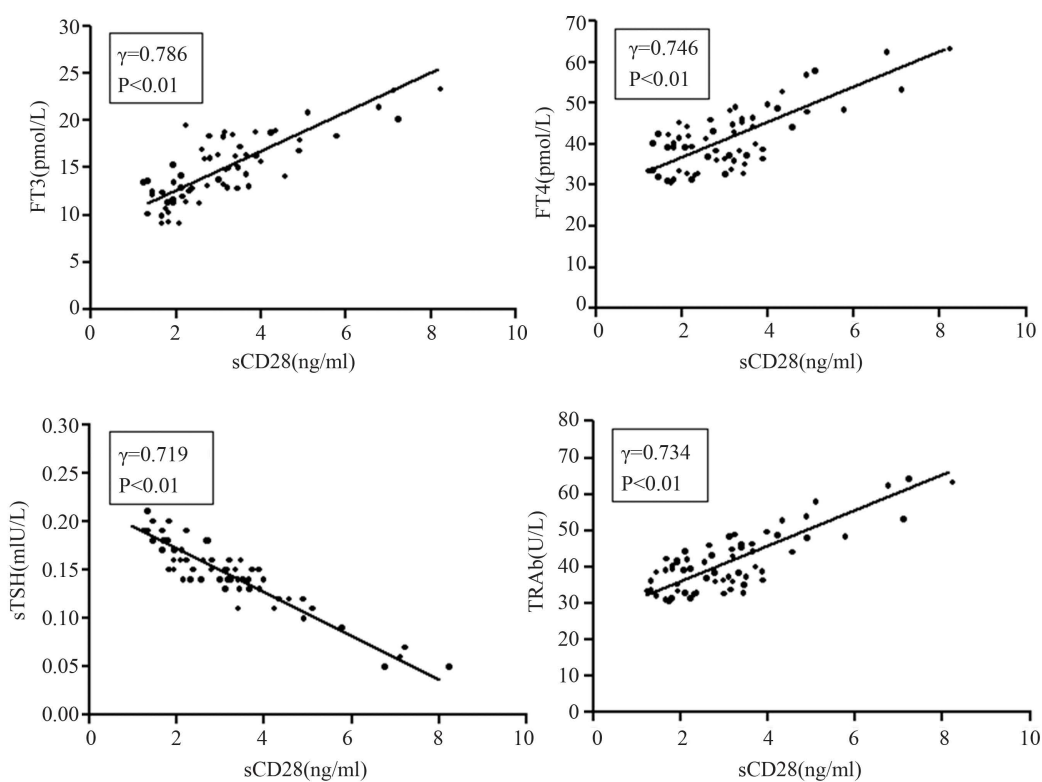 30
25
20
15
10
5
0
FT3(pmol/L)
γ=0.786
P<0.01
0 2 4 6 8 10
sCD28(ng/ml)
70
60
50
40
30
20
10
0
FT4(pmol/L)
γ=0.746
P<0.01
0 2 4 6 8 10
sCD28(ng/ml)
0.30
0.25
0.20
0.15
0.10
0.05
0.00
sTSH(mlU/L)
γ=0.719
P<0.01
0 2 4 6 8 10
sCD28(ng/ml)
80
70
60
50
40
30
20
10
0
TRAb(U/L)
γ=0.734
P<0.01
0 2 4 6 8 10
sCD28(ng/ml)